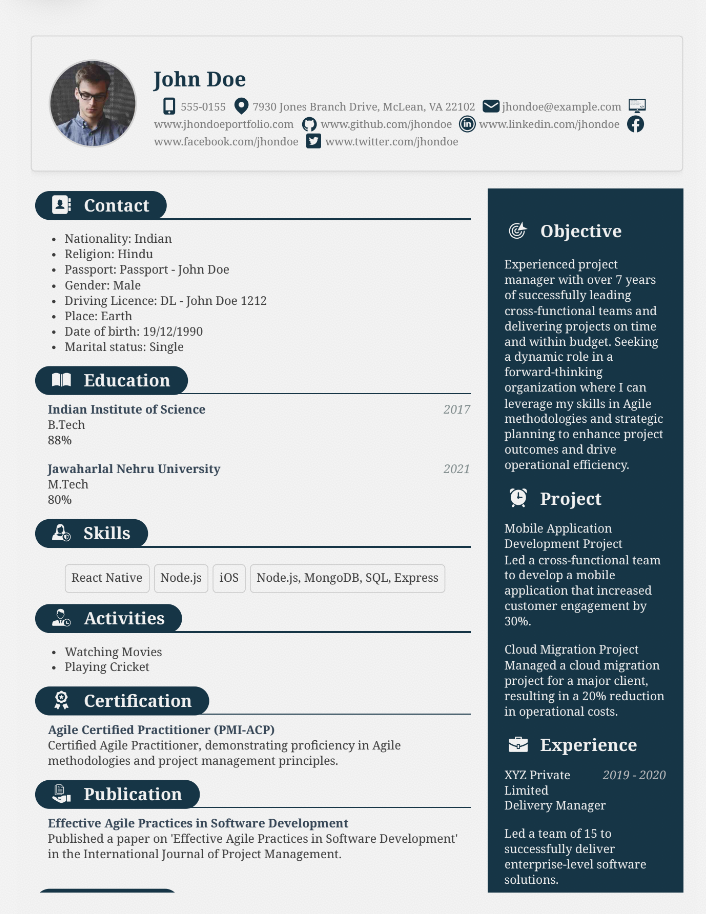 John Doe
555-0155 7930 Jones Branch Drive, McLean, VA 22102 jhondoe@example.com
www.jhondoeportfolio.com www.github.com/jhondoe www.linkedin.com/jhondoe
www.facebook.com/jhondoe www.twitter.com/jhondoe
Contact
• Nationality: Indian
• Religion: Hindu
• Passport: Passport - John Doe
• Gender: Male
• Driving Licence: DL - John Doe 1212
• Place: Earth
• Date of birth: 19/12/1990
• Marital status: Single
Education
Indian Institute of Science 2017
B.Tech
88%
Jawaharlal Nehru University 2021
M.Tech
80%
Skills
React Native Node.js iOS Node.js, MongoDB, SQL, Express
Activities
• Watching Movies
• Playing Cricket
Certification
Agile Certified Practitioner (PMI-ACP)
Certified Agile Practitioner, demonstrating proficiency in Agile
methodologies and project management principles.
Publication
Effective Agile Practices in Software Development
Published a paper on 'Effective Agile Practices in Software Development'
in the International Journal of Project Management.
Objective
Experienced project
manager with over 7 years
of successfully leading
cross-functional teams and
delivering projects on time
and within budget. Seeking
a dynamic role in a
forward-thinking
organization where I can
leverage my skills in Agile
methodologies and strategic
planning to enhance project
outcomes and drive
operational efficiency.
Project
Mobile Application
Development Project
Led a cross-functional team
to develop a mobile
application that increased
customer engagement by
30%.
Cloud Migration Project
Managed a cloud migration
project for a major client,
resulting in a 20% reduction
in operational costs.
Experience
XYZ Private 2019 - 2020
Limited
Delivery Manager
Led a team of 15 to
successfully deliver
enterprise-level software
solutions.